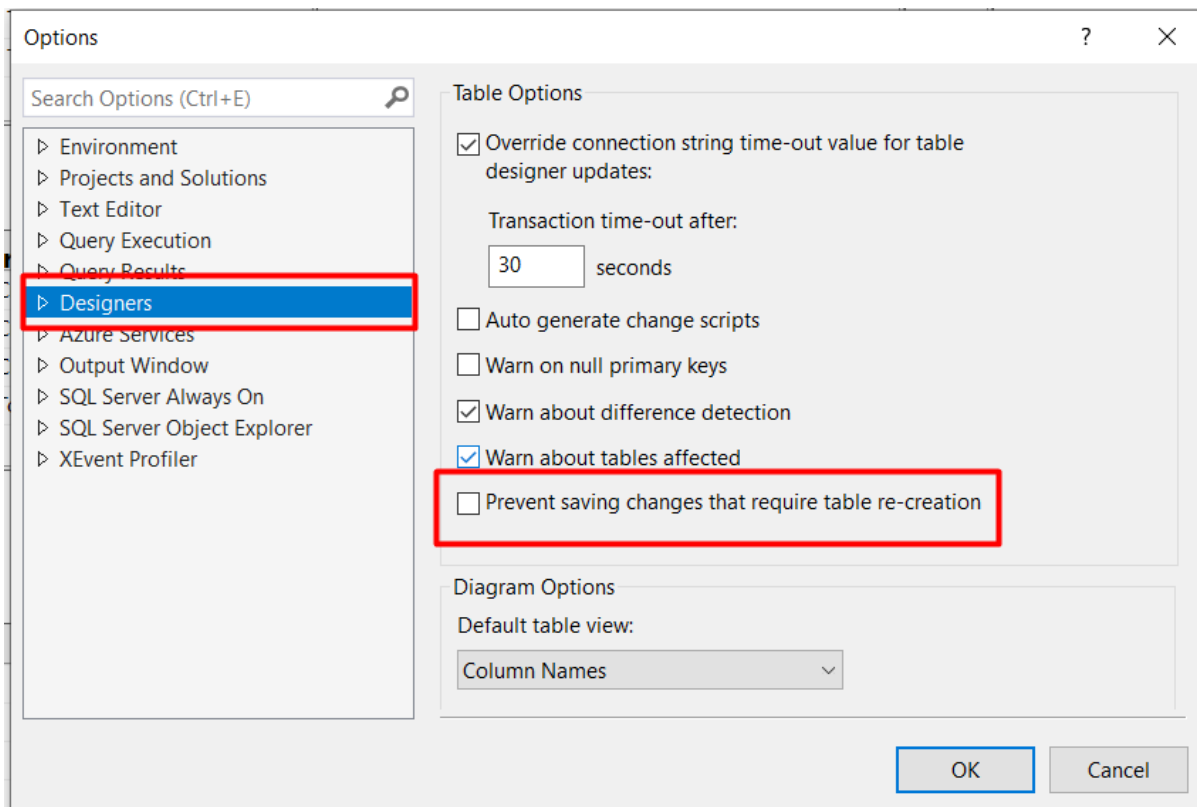 Options
?
Search Options (Ctrl+E)
Environment
Projects and Solutions
Text Editor
Query Execution
Query Results
Designers
Azure Services
Output Window
SQL Server Always On
SQL Server Object Explorer
XEvent Profiler
Table Options
Override connection string time-out value for table
designer updates:
Transaction time-out after:
30 seconds
Auto generate change scripts
Warn on null primary keys
Warn about difference detection
Warn about tables affected
Prevent saving changes that require table re-creation
Diagram Options
Default table view:
Column Names
OK
Cancel